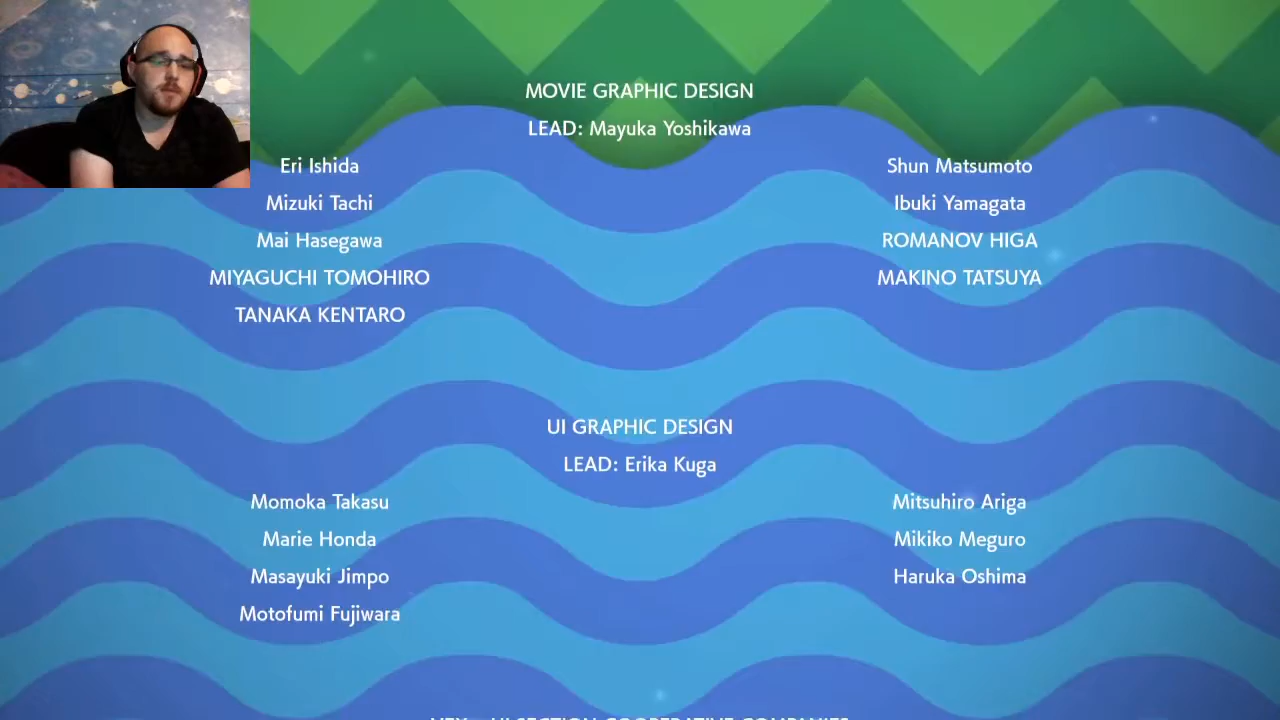 MOVIE GRAPHIC DESIGN
LEAD: Mayuka Yoshikawa
Eri Ishida
Shun Matsumoto
Mizuki Tachi
Ibuki Yamagata
Mai Hasegawa
ROMANOV HIGA
MIYAGUCHI TOMOHIRO
MAKINO TATSUYA
TANAKA KENTARO
UI GRAPHIC DESIGN
LEAD: Erika Kuga
Momoka Takasu
Mitsuhiro Ariga
Marie Honda
Mikiko Meguro
Masayuki Jimpo
Haruka Oshima
Motofumi Fujiwara